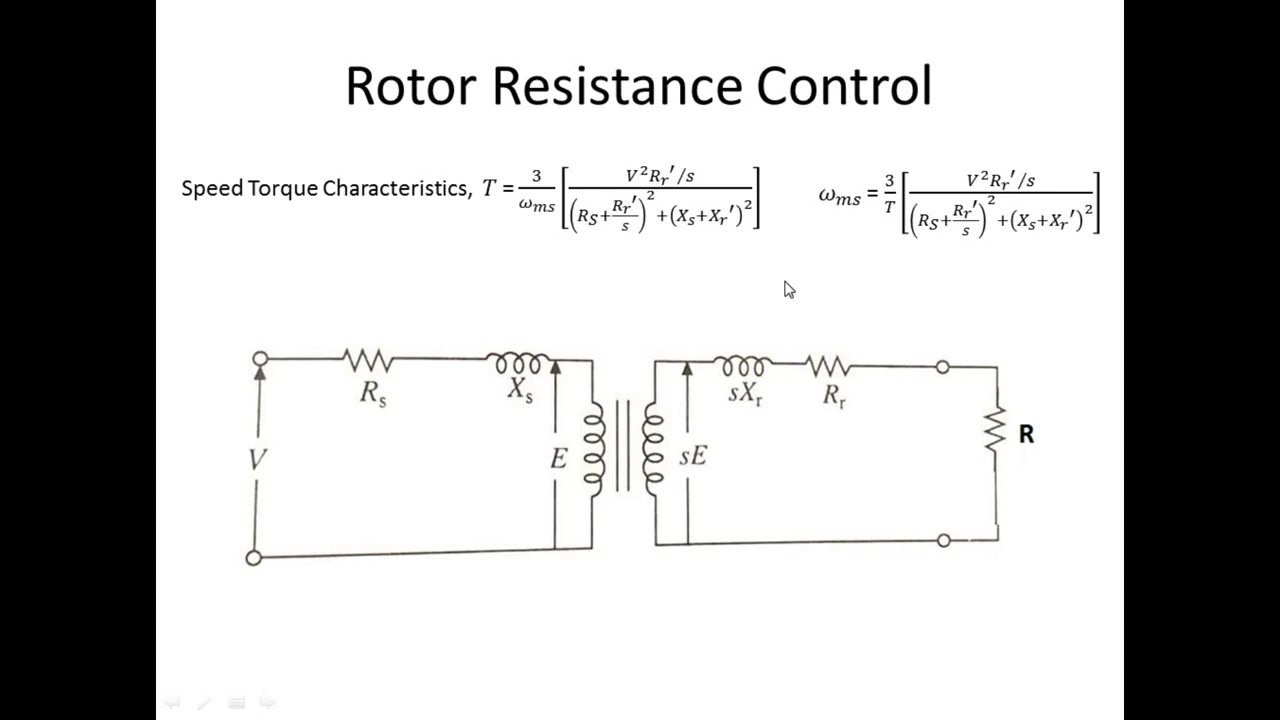 Rotor Resistance Control
Speed Torque Characteristics, T = 3/ω_ms [ (V²R_r′/s) / ((R_S+R_r′/s)² +(X_s+X_r′)²) ]
ω_ms = 3/T [ (V²R_r′/s) / ((R_S+R_r′/s)² +(X_s+X_r′)²) ]
R_s
X_s
sX_r
R_r
R
V
E
sE